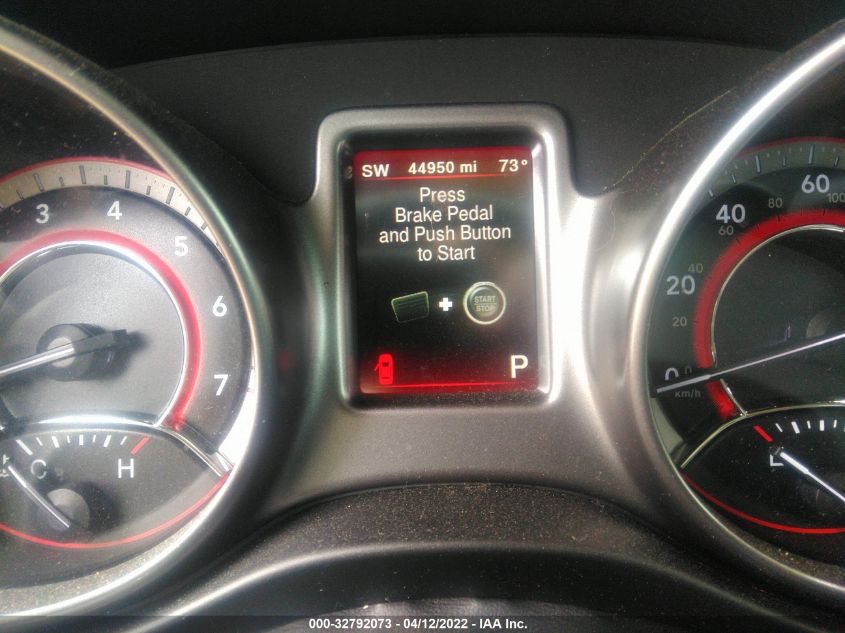 SW 44950 mi 73°
Press
Brake Pedal
and Push Button
to Start
START
STOP
P
3
4
5
6
7
C
H
60
40
20
0
100
80
60
40
20
0
km/h
000-32792073 - 04/12/2022 - IAA Inc.